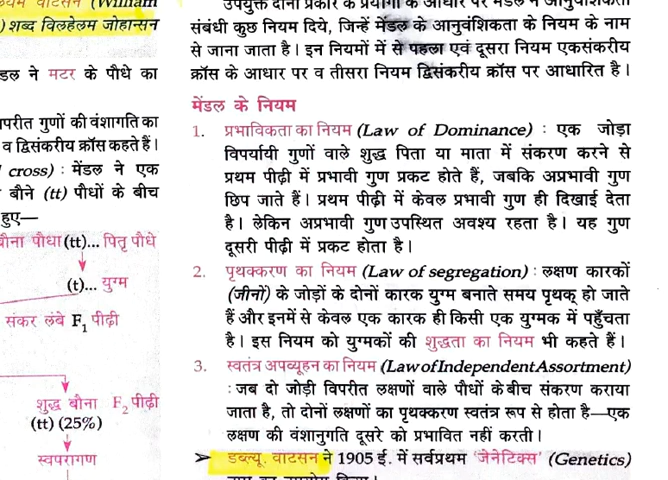 वाटसन (William
) शब्द विलहेल्म जोहान्सन
डल ने मटर के पौधे का
परीत गुणों की वंशागति का
व द्विसंकरीय क्रॉस कहते हैं।
cross) : मेंडल ने एक
बौने (tt) पौधों के बीच
हुए—
बौना पौधा (tt)... पितृ पौधे
(t)... युग्म
संकर लंबे F₁ पीढ़ी
शुद्ध बौना F₂ पीढ़ी
(tt) (25%)
स्वपरागण
उपर्युक्त दोनों प्रकार के प्रयोगों के आधार पर मेंडल ने आनुवंशिकता
संबंधी कुछ नियम दिये, जिन्हें मेंडल के आनुवंशिकता के नियम के नाम
से जाना जाता है। इन नियमों में से पहला एवं दूसरा नियम एकसंकरीय
क्रॉस के आधार पर व तीसरा नियम द्विसंकरीय क्रॉस पर आधारित है।
मेंडल के नियम
1. प्रभाविकता का नियम (Law of Dominance) : एक जोड़ा
विपर्यायी गुणों वाले शुद्ध पिता या माता में संकरण करने से
प्रथम पीढ़ी में प्रभावी गुण प्रकट होते हैं, जबकि अप्रभावी गुण
छिप जाते हैं। प्रथम पीढ़ी में केवल प्रभावी गुण ही दिखाई देता
है। लेकिन अप्रभावी गुण उपस्थित अवश्य रहता है। यह गुण
दूसरी पीढ़ी में प्रकट होता है।
2. पृथक्करण का नियम (Law of segregation) : लक्षण कारकों
(जीनों) के जोड़ों के दोनों कारक युग्म बनाते समय पृथक् हो जाते
हैं और इनमें से केवल एक कारक ही किसी एक युग्मक में पहुँचता
है। इस नियम को युग्मकों की शुद्धता का नियम भी कहते हैं।
3. स्वतंत्र अपव्यूहन का नियम (Law of Independent Assortment)
: जब दो जोड़ी विपरीत लक्षणों वाले पौधों के बीच संकरण कराया
जाता है, तो दोनों लक्षणों का पृथक्करण स्वतंत्र रूप से होता है—एक
लक्षण की वंशानुगति दूसरे को प्रभावित नहीं करती।
➤ डब्ल्यू. वाटसन ने 1905 ई. में सर्वप्रथम 'जेनेटिक्स' (Genetics)